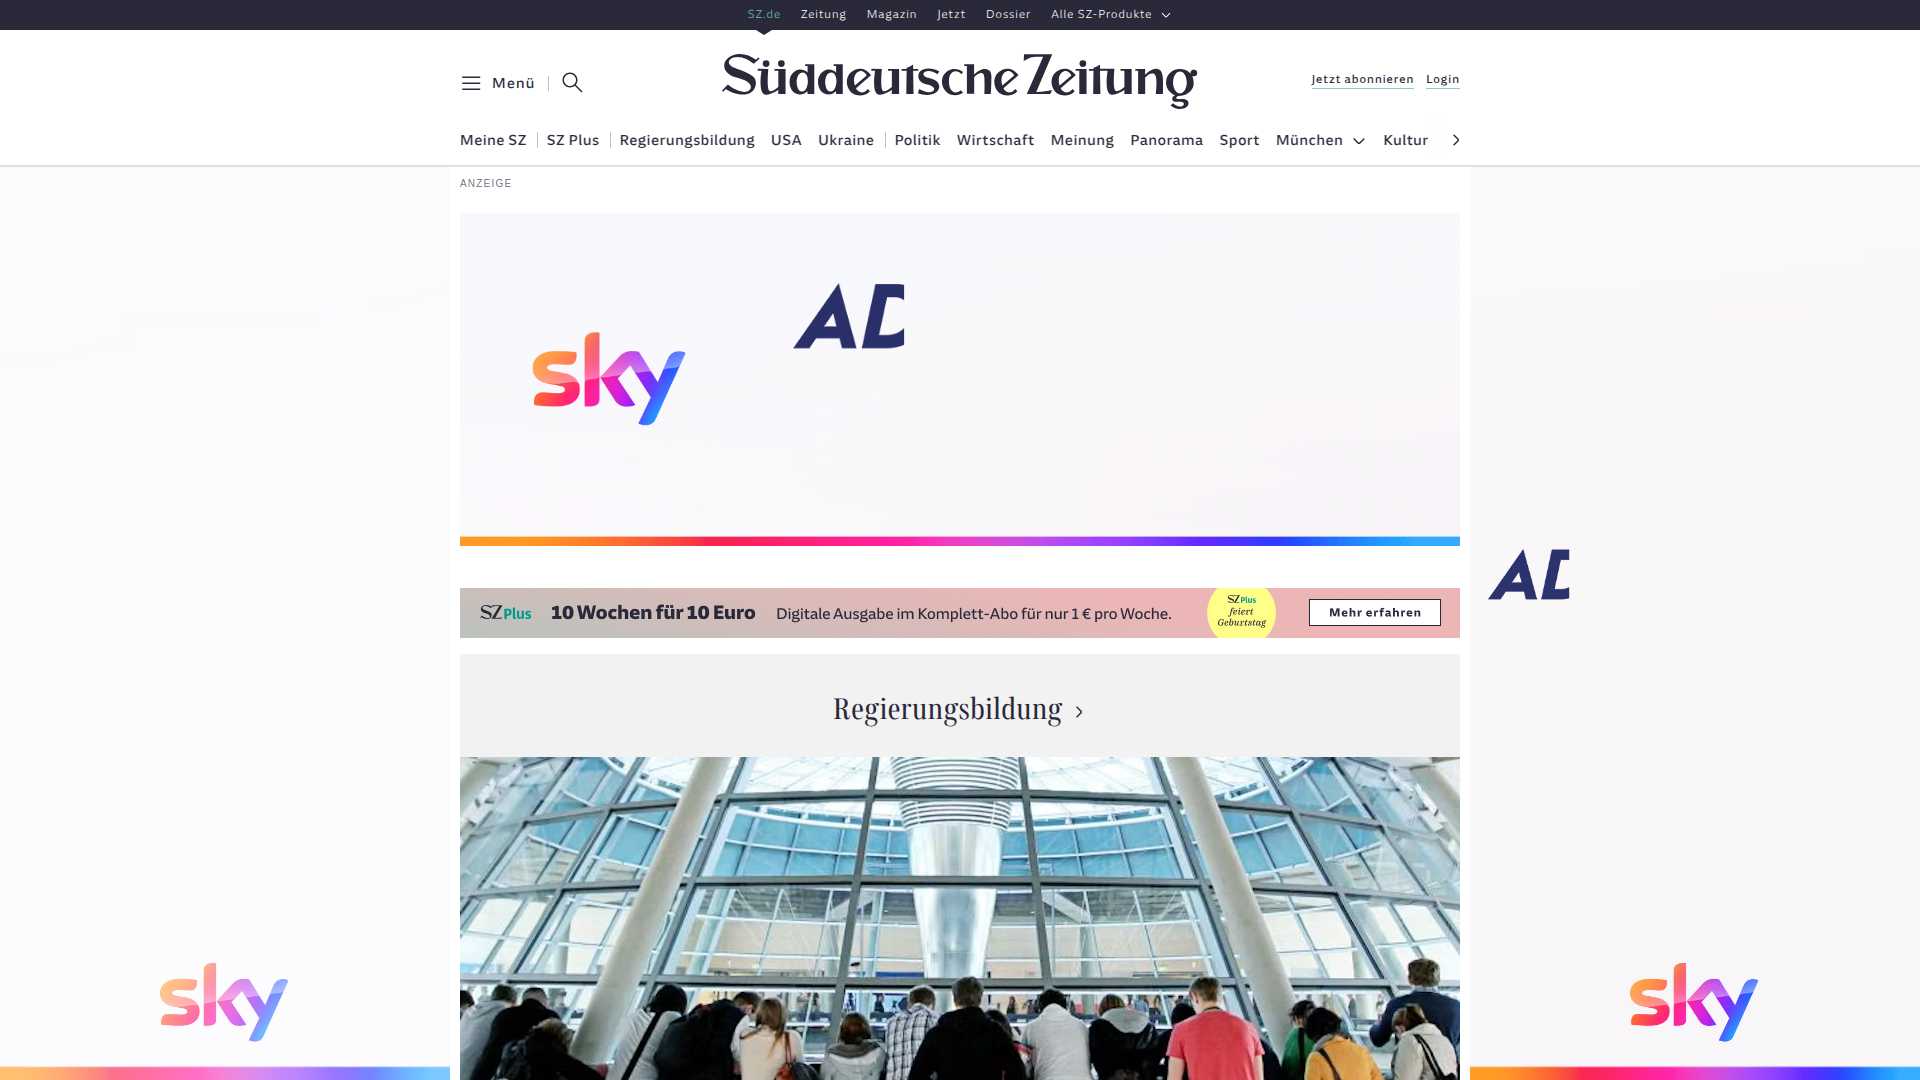 SZ.de Zeitung Magazin Jetzt Dossier Alle SZ-Produkte
Menü
Süddeutsche Zeitung
Jetzt abonnieren Login
Meine SZ SZ Plus Regierungsbildung USA Ukraine Politik Wirtschaft Meinung Panorama Sport München Kultur
ANZEIGE
sky
AD
SZ Plus 10 Wochen für 10 Euro Digitale Ausgabe im Komplett-Abo für nur 1 € pro Woche.
SZ Plus
feiert
Geburtstag
Mehr erfahren
AD
Regierungsbildung
sky
sky